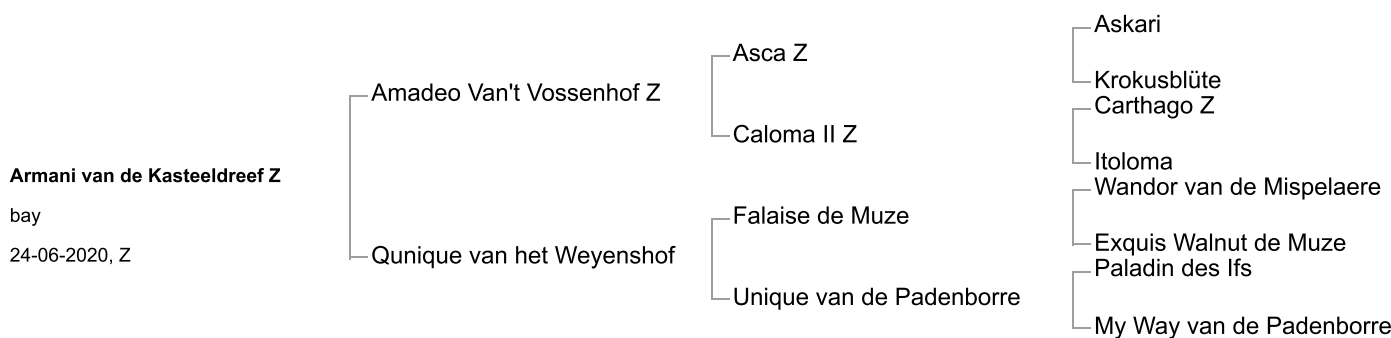 Armani van de Kasteeldreef Z
bay
24-06-2020, Z
Amadeo Van't Vossenhof Z
Qunique van het Weyenshof
Asca Z
Caloma II Z
Falaise de Muze
Unique van de Padenborre
Askari
Krokusblüte
Carthago Z
Itoloma
Wandor van de Mispelaere
Exquis Walnut de Muze
Paladin des Ifs
My Way van de Padenborre